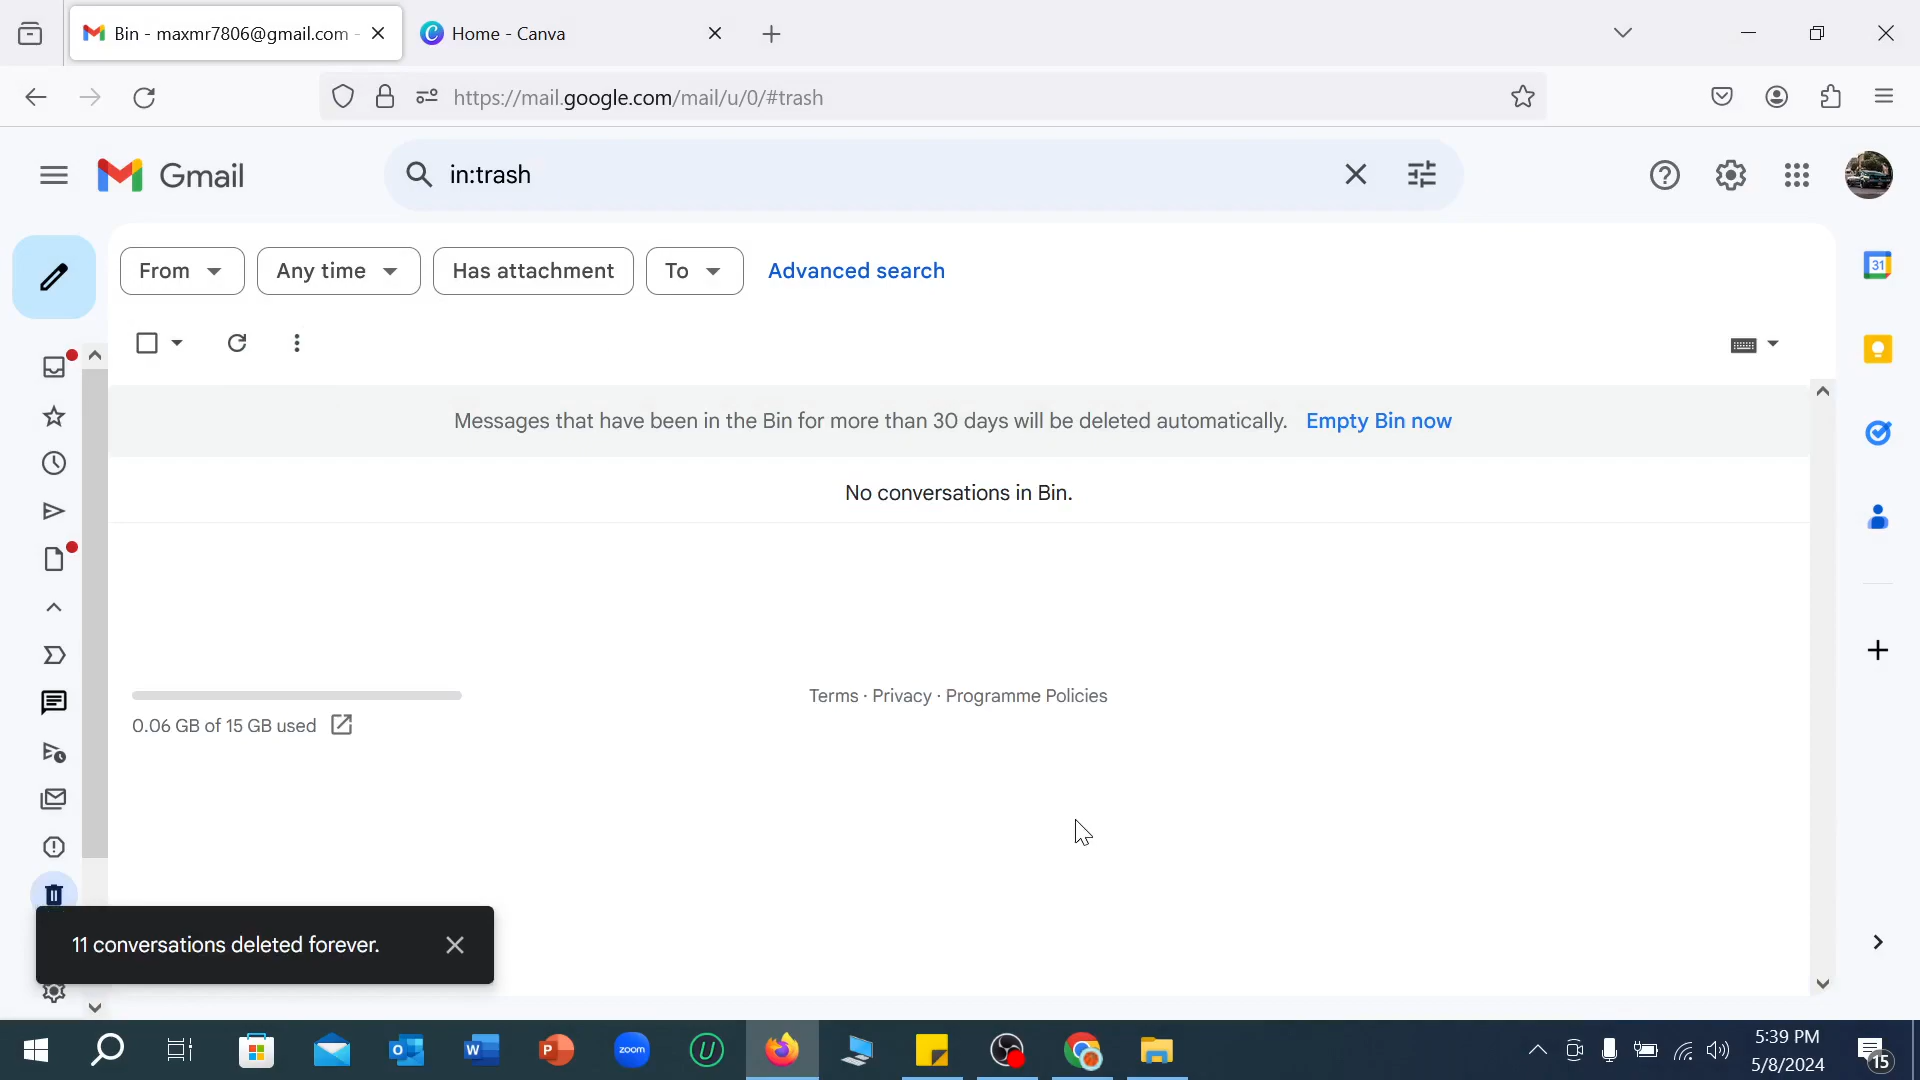 Bin - maxmr7806@gmail.com -
Home - Canva
https://mail.google.com/mail/u/0/#trash
Gmail
in:trash
From
Any time
Has attachment
To
Advanced search
31
Messages that have been in the Bin for more than 30 days will be deleted automatically. Empty Bin now
No conversations in Bin.
Terms · Privacy · Programme Policies
0.06 GB of 15 GB used
11 conversations deleted forever.
zoom
5:39 PM
5/8/2024
15